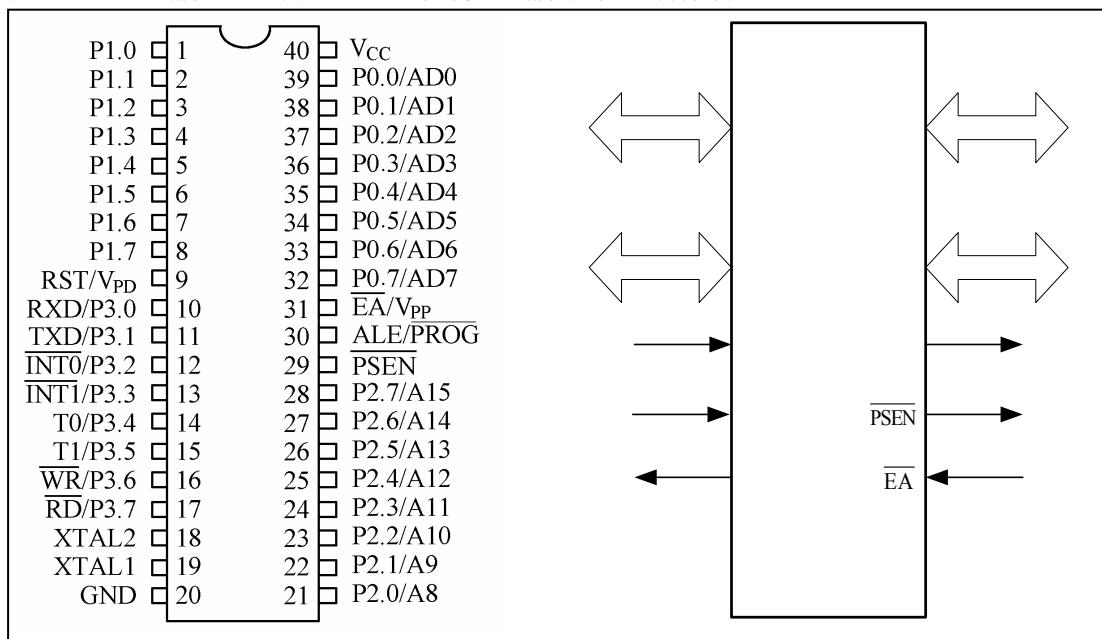 P1.0 1 40 VCC
P1.1 2 39 P0.0/AD0
P1.2 3 38 P0.1/AD1
P1.3 4 37 P0.2/AD2
P1.4 5 36 P0.3/AD3
P1.5 6 35 P0.4/AD4
P1.6 7 34 P0.5/AD5
P1.7 8 33 P0.6/AD6
RST/VPD 9 32 P0.7/AD7
RXD/P3.0 10 31 EA/VPP
TXD/P3.1 11 30 ALE/PROG
INT0/P3.2 12 29 PSEN
INT1/P3.3 13 28 P2.7/A15
T0/P3.4 14 27 P2.6/A14
T1/P3.5 15 26 P2.5/A13
WR/P3.6 16 25 P2.4/A12
RD/P3.7 17 24 P2.3/A11
XTAL2 18 23 P2.2/A10
XTAL1 19 22 P2.1/A9
GND 20 21 P2.0/A8
PSEN
EA